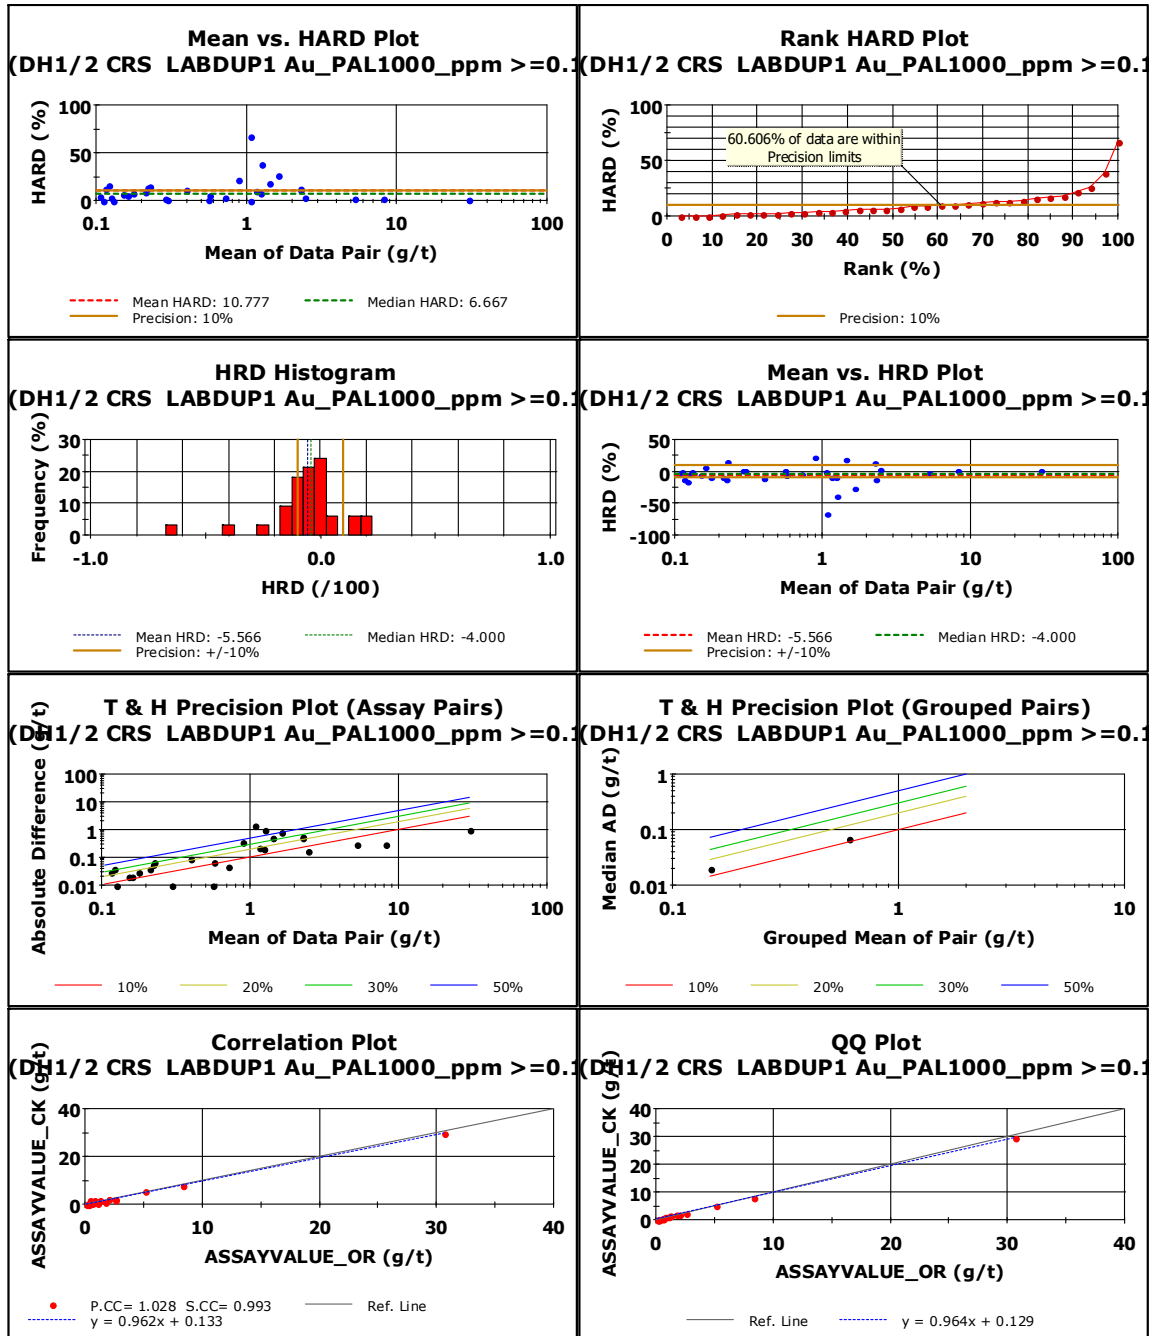 Mean vs. HARD Plot
(DH1/2 CRS LABDUP1 Au_PAL1000_ppm >=0.1
HARD (%)
100
50
0
0.1
1
10
100
Mean of Data Pair (g/t)
Mean HARD: 10.777
Median HARD: 6.667
Precision: 10%
Rank HARD Plot
(DH1/2 CRS LABDUP1 Au_PAL1000_ppm >=0.1
HARD (%)
100
50
0
60.606% of data are within
Precision limits
0 10 20 30 40 50 60 70 80 90 100
Rank (%)
Precision: 10%
HRD Histogram
(DH1/2 CRS LABDUP1 Au_PAL1000_ppm >=0.1
Frequency (%)
30
20
10
0
-1.0
0.0
1.0
HRD (/100)
Mean HRD: -5.566
Median HRD: -4.000
Precision: +/-10%
Mean vs. HRD Plot
(DH1/2 CRS LABDUP1 Au_PAL1000_ppm >=0.1
HRD (%)
50
0
-50
-100
0.1
1
10
100
Mean of Data Pair (g/t)
Mean HRD: -5.566
Median HRD: -4.000
Precision: +/-10%
T & H Precision Plot (Assay Pairs)
(DH1/2 CRS LABDUP1 Au_PAL1000_ppm >=0.1
Absolute Difference (g/t)
100
10
1
0.1
0.01
0.1
1
10
100
Mean of Data Pair (g/t)
10%
20%
30%
50%
T & H Precision Plot (Grouped Pairs)
(DH1/2 CRS LABDUP1 Au_PAL1000_ppm >=0.1
Median AD (g/t)
1
0.1
0.01
0.1
1
10
Grouped Mean of Pair (g/t)
10%
20%
30%
50%
Correlation Plot
(DH1/2 CRS LABDUP1 Au_PAL1000_ppm >=0.1
ASSAYVALUE_CK (g/t)
40
20
0
0
10
20
30
40
ASSAYVALUE_OR (g/t)
P.CC= 1.028 S.CC= 0.993
Ref. Line
y = 0.962x + 0.133
QQ Plot
(DH1/2 CRS LABDUP1 Au_PAL1000_ppm >=0.1
ASSAYVALUE_CK (g/t)
40
30
20
10
0
0
10
20
30
40
ASSAYVALUE_OR (g/t)
Ref. Line
y = 0.964x + 0.129